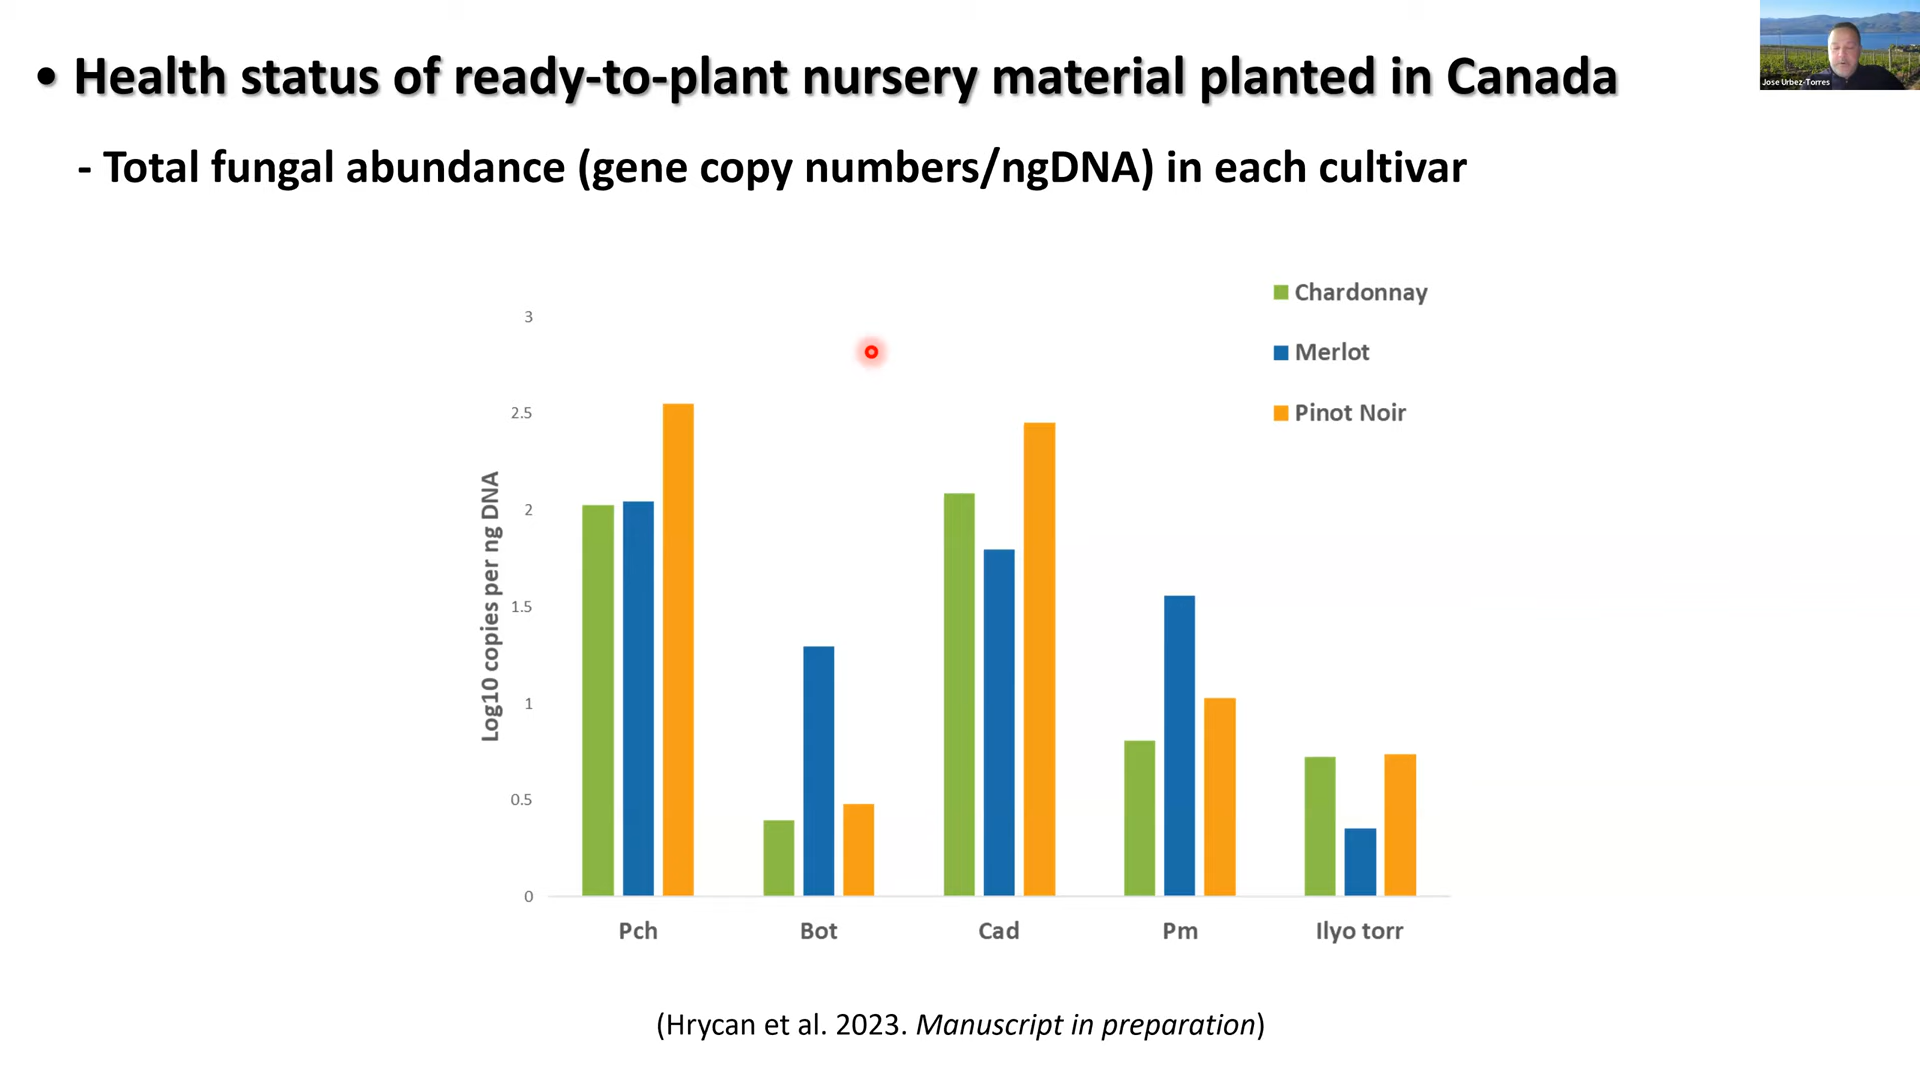 • Health status of ready-to-plant nursery material planted in Canada
Jose Urbez-Torres
- Total fungal abundance (gene copy numbers/ngDNA) in each cultivar
Chardonnay
Merlot
Pinot Noir
3
2.5
2
1.5
1
0.5
0
Log10 copies per ng DNA
Pch Bot Cad Pm Ilyo torr
(Hrycan et al. 2023. Manuscript in preparation)